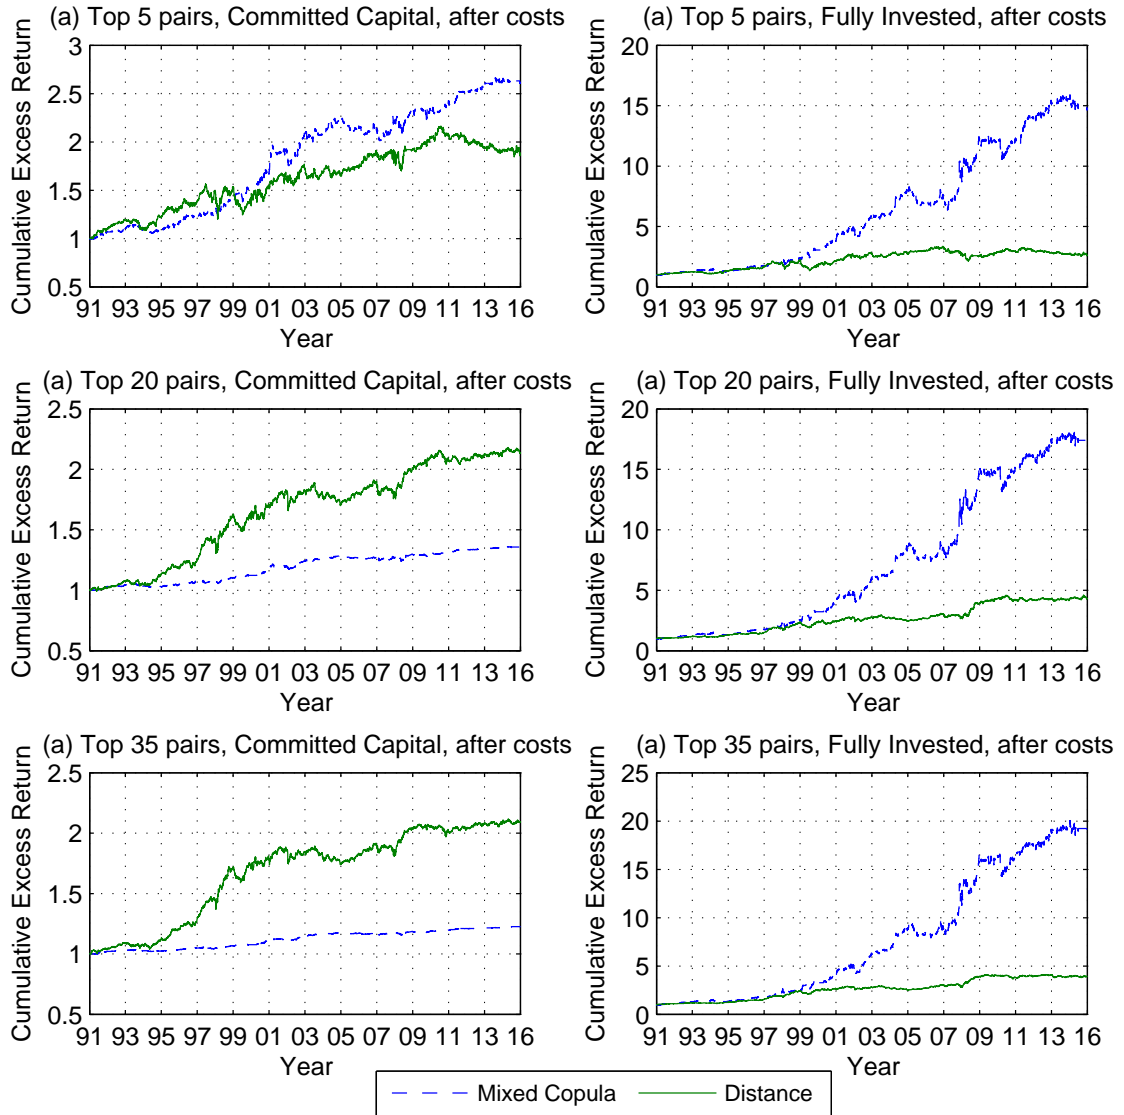 (a) Top 5 pairs, Committed Capital, after costs
Cumulative Excess Return
3
2.5
2
1.5
1
0.5
91 93 95 97 99 01 03 05 07 09 11 13 16
Year
(a) Top 5 pairs, Fully Invested, after costs
Cumulative Excess Return
20
15
10
5
0
91 93 95 97 99 01 03 05 07 09 11 13 16
Year
(a) Top 20 pairs, Committed Capital, after costs
Cumulative Excess Return
2.5
2
1.5
1
0.5
91 93 95 97 99 01 03 05 07 09 11 13 16
Year
(a) Top 20 pairs, Fully Invested, after costs
Cumulative Excess Return
20
15
10
5
0
91 93 95 97 99 01 03 05 07 09 11 13 16
Year
(a) Top 35 pairs, Committed Capital, after costs
Cumulative Excess Return
2.5
2
1.5
1
0.5
91 93 95 97 99 01 03 05 07 09 11 13 16
Year
(a) Top 35 pairs, Fully Invested, after costs
Cumulative Excess Return
25
20
15
10
5
0
91 93 95 97 99 01 03 05 07 09 11 13 16
Year
Mixed Copula
Distance